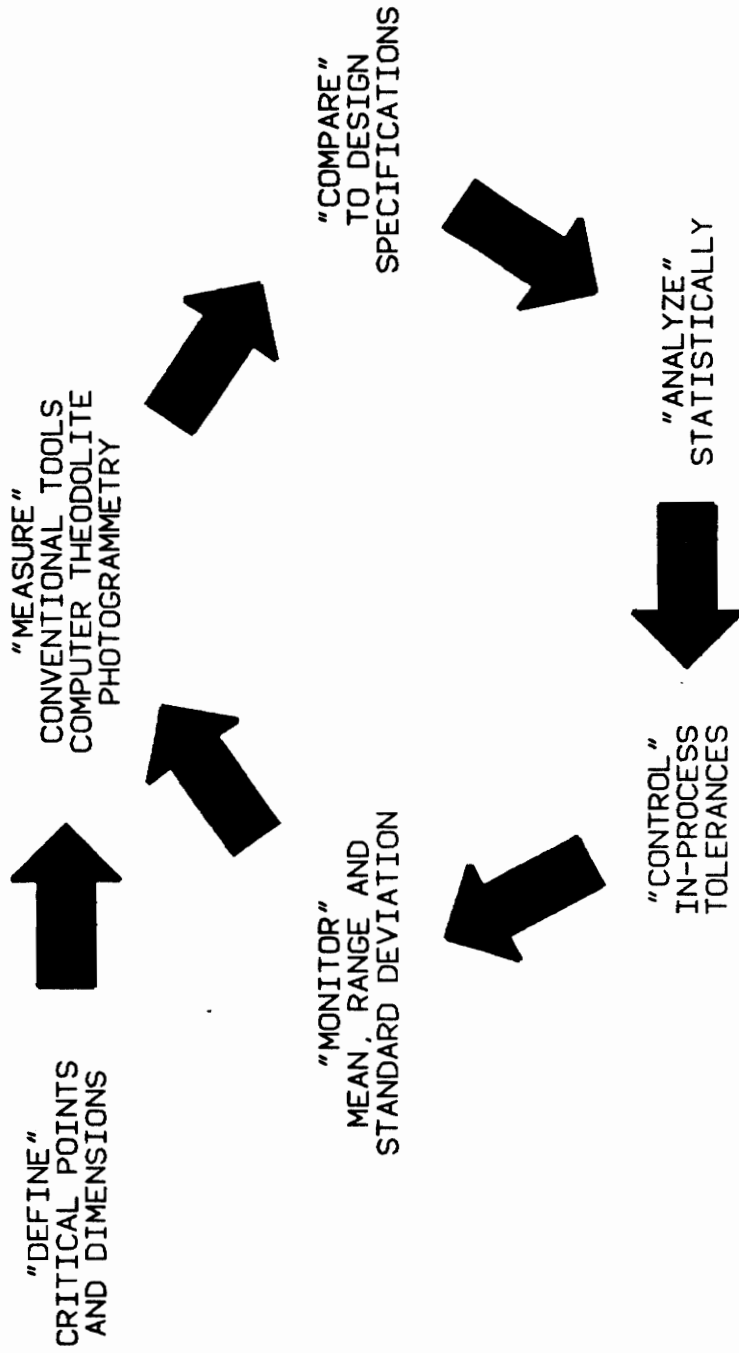 "DEFINE"
CRITICAL POINTS
AND DIMENSIONS
"MEASURE"
CONVENTIONAL TOOLS
COMPUTER THEODOLITE
PHOTOGRAMMETRY
"COMPARE"
TO DESIGN
SPECIFICATIONS
"ANALYZE"
STATISTICALLY
"CONTROL"
IN-PROCESS
TOLERANCES
"MONITOR"
MEAN, RANGE AND
STANDARD DEVIATION